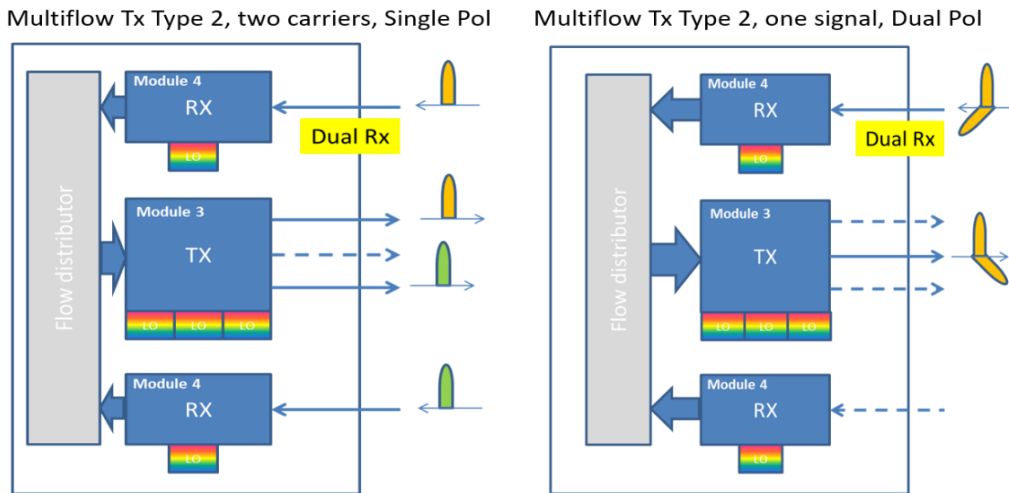 Multiflow Tx Type 2, two carriers, Single Pol
Module 4
RX
LO
Dual Rx
Flow distributor
Module 3
TX
LO LO LO
Module 4
RX
LO
Multiflow Tx Type 2, one signal, Dual Pol
Module 4
RX
LO
Dual Rx
Flow distributor
Module 3
TX
LO LO LO
Module 4
RX
LO